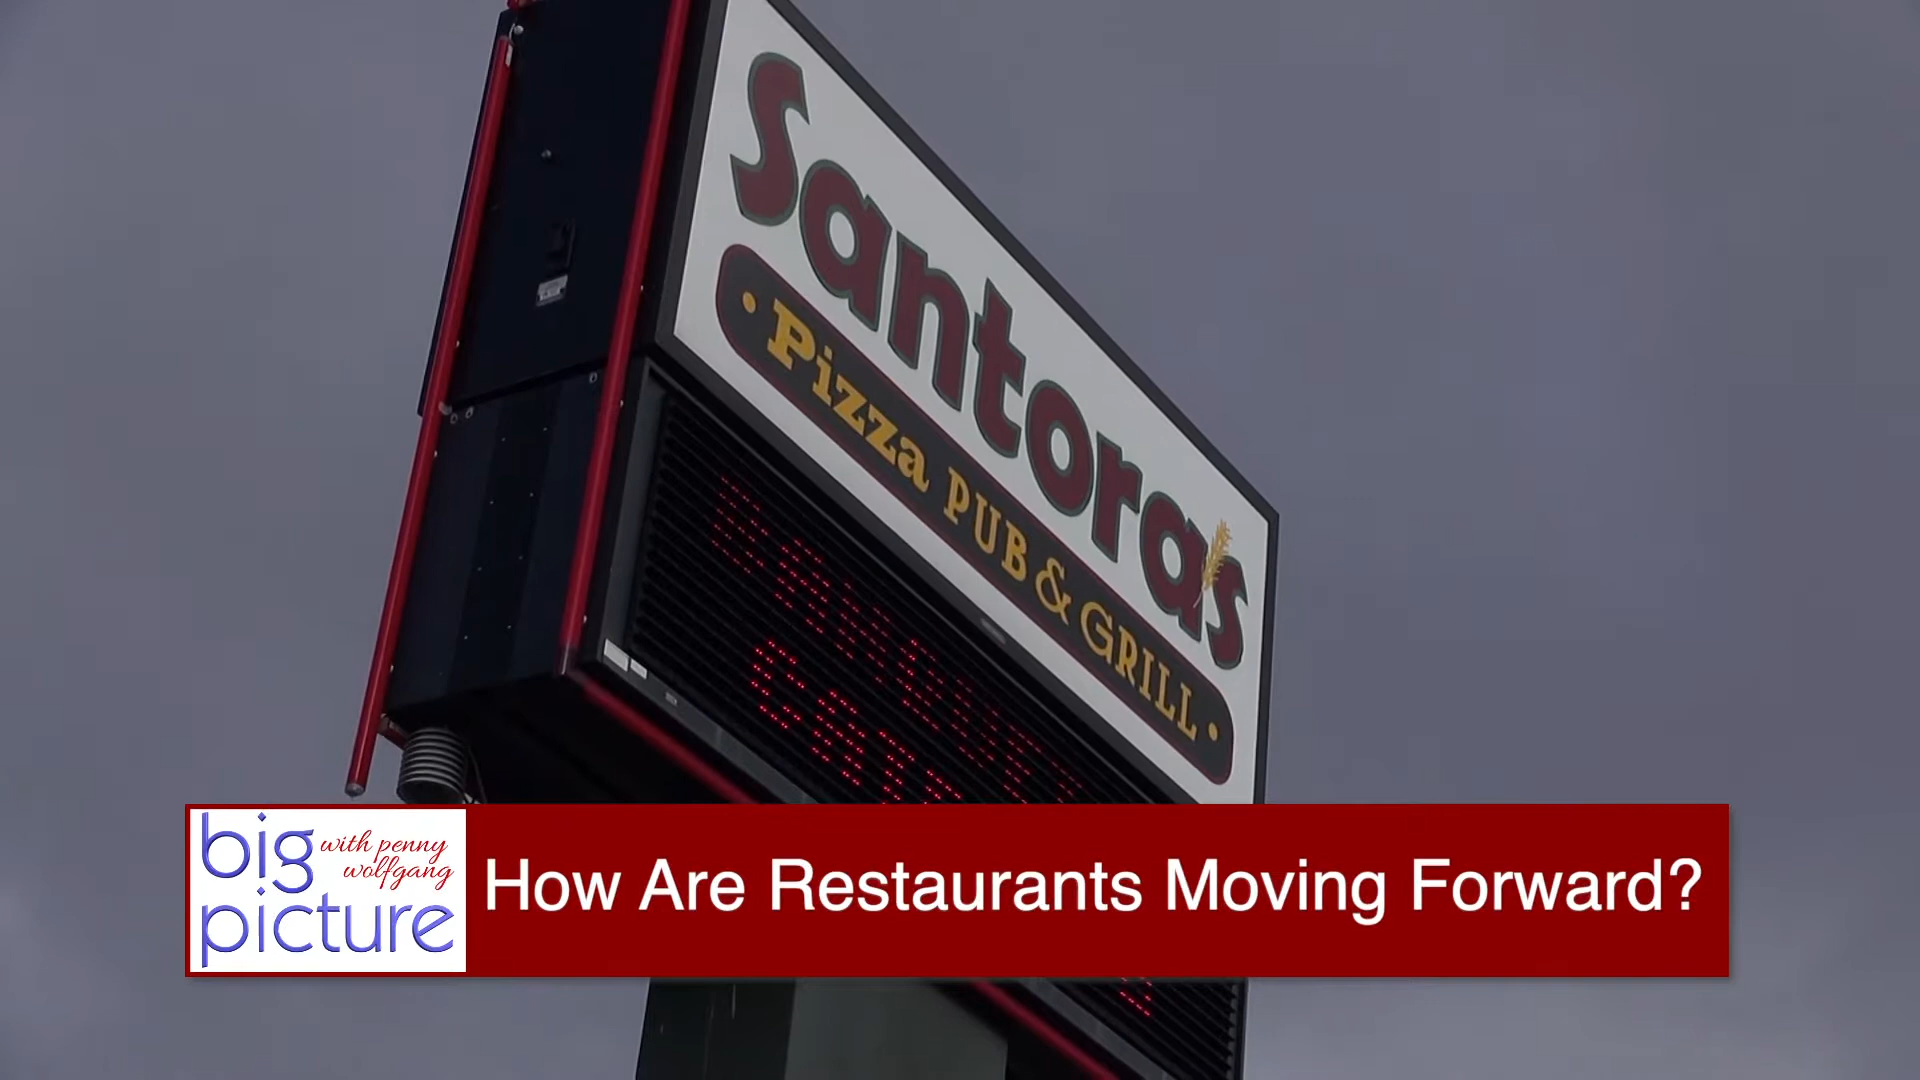 Santora's
• Pizza PUB & GRILL •
big
with penny
wolfgang
picture
How Are Restaurants Moving Forward?